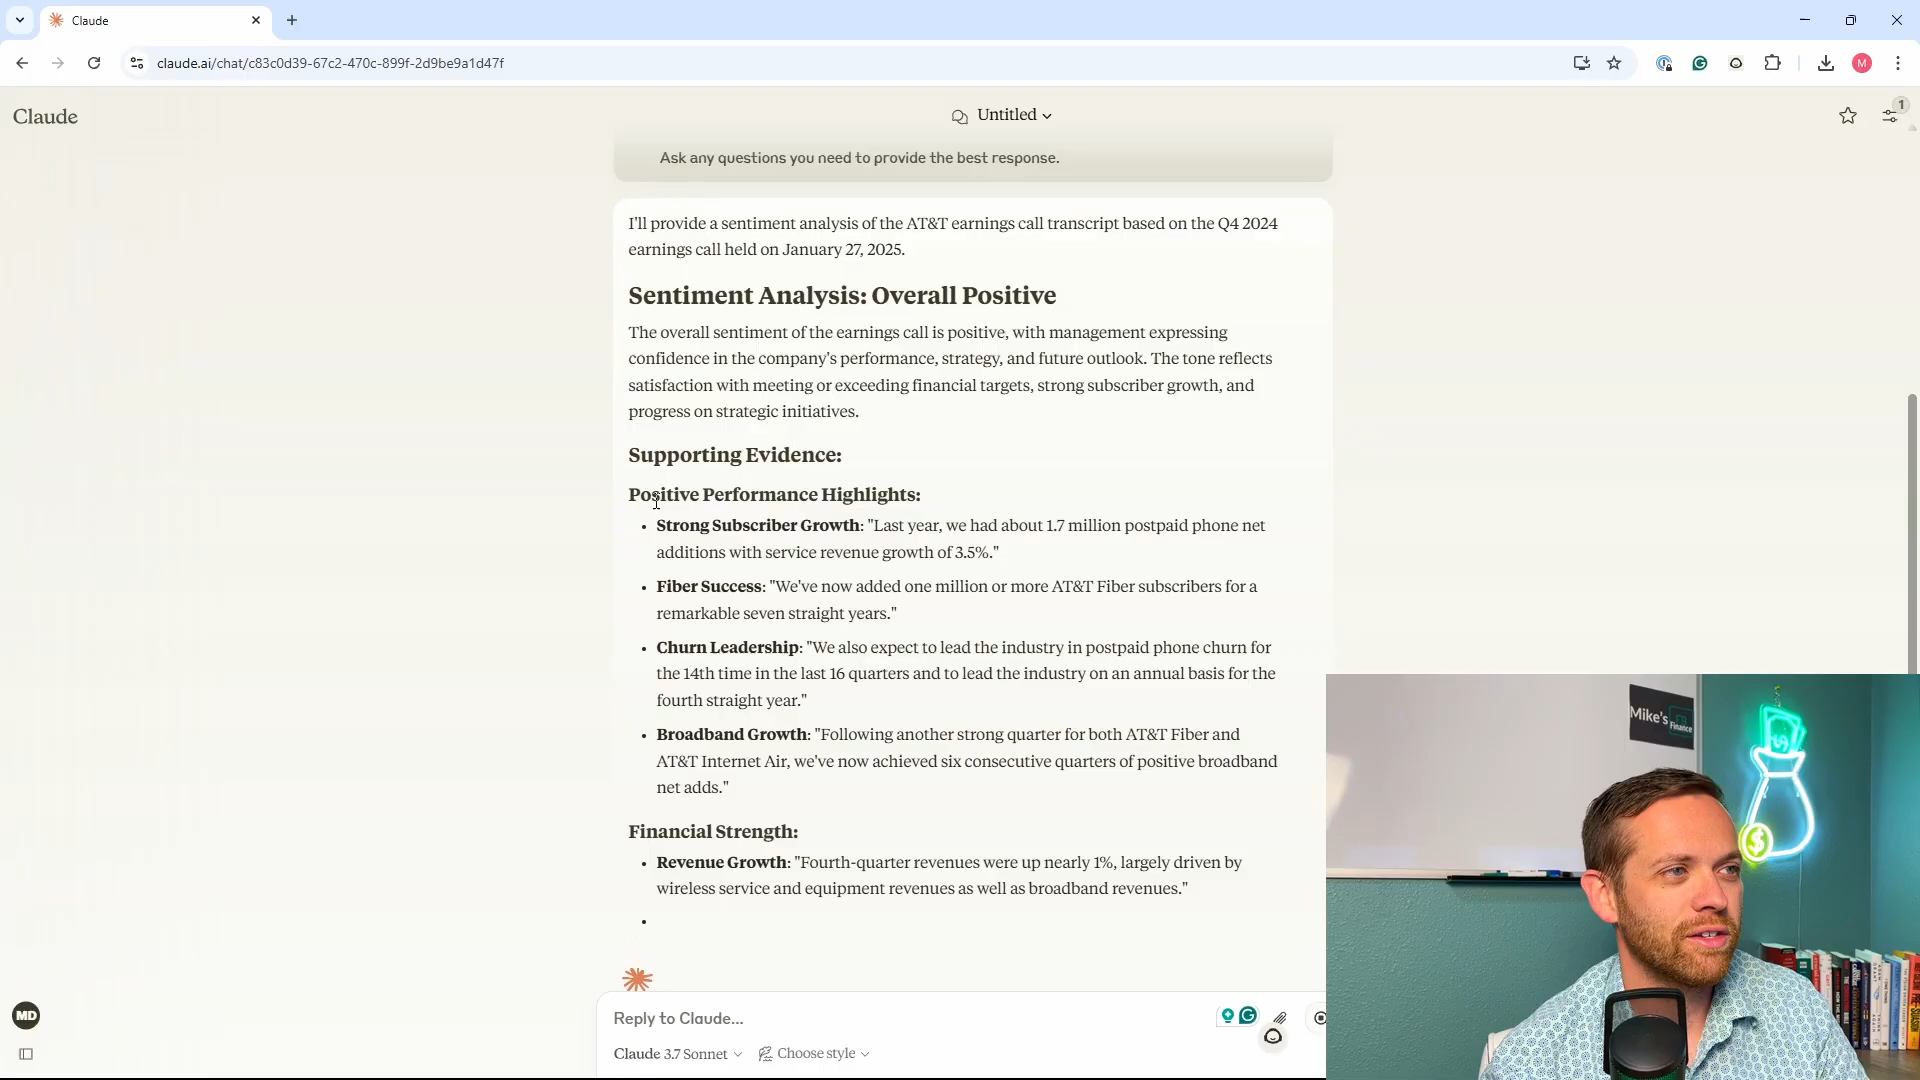 Claude
claude.ai/chat/c83c0d39-67c2-470c-899f-2d9be9a1d47f
M
Claude
Untitled
1
Ask any questions you need to provide the best response.
I'll provide a sentiment analysis of the AT&T earnings call transcript based on the Q4 2024
earnings call held on January 27, 2025.
Sentiment Analysis: Overall Positive
The overall sentiment of the earnings call is positive, with management expressing
confidence in the company's performance, strategy, and future outlook. The tone reflects
satisfaction with meeting or exceeding financial targets, strong subscriber growth, and
progress on strategic initiatives.
Supporting Evidence:
Positive Performance Highlights:
• Strong Subscriber Growth: "Last year, we had about 1.7 million postpaid phone net
additions with service revenue growth of 3.5%."
• Fiber Success: "We've now added one million or more AT&T Fiber subscribers for a
remarkable seven straight years."
• Churn Leadership: "We also expect to lead the industry in postpaid phone churn for
the 14th time in the last 16 quarters and to lead the industry on an annual basis for the
fourth straight year."
• Broadband Growth: "Following another strong quarter for both AT&T Fiber and
AT&T Internet Air, we've now achieved six consecutive quarters of positive broadband
net adds."
Financial Strength:
• Revenue Growth: "Fourth-quarter revenues were up nearly 1%, largely driven by
wireless service and equipment revenues as well as broadband revenues."
•
Mike's
Finance
$
MD
Reply to Claude...
Claude 3.7 Sonnet
Choose style